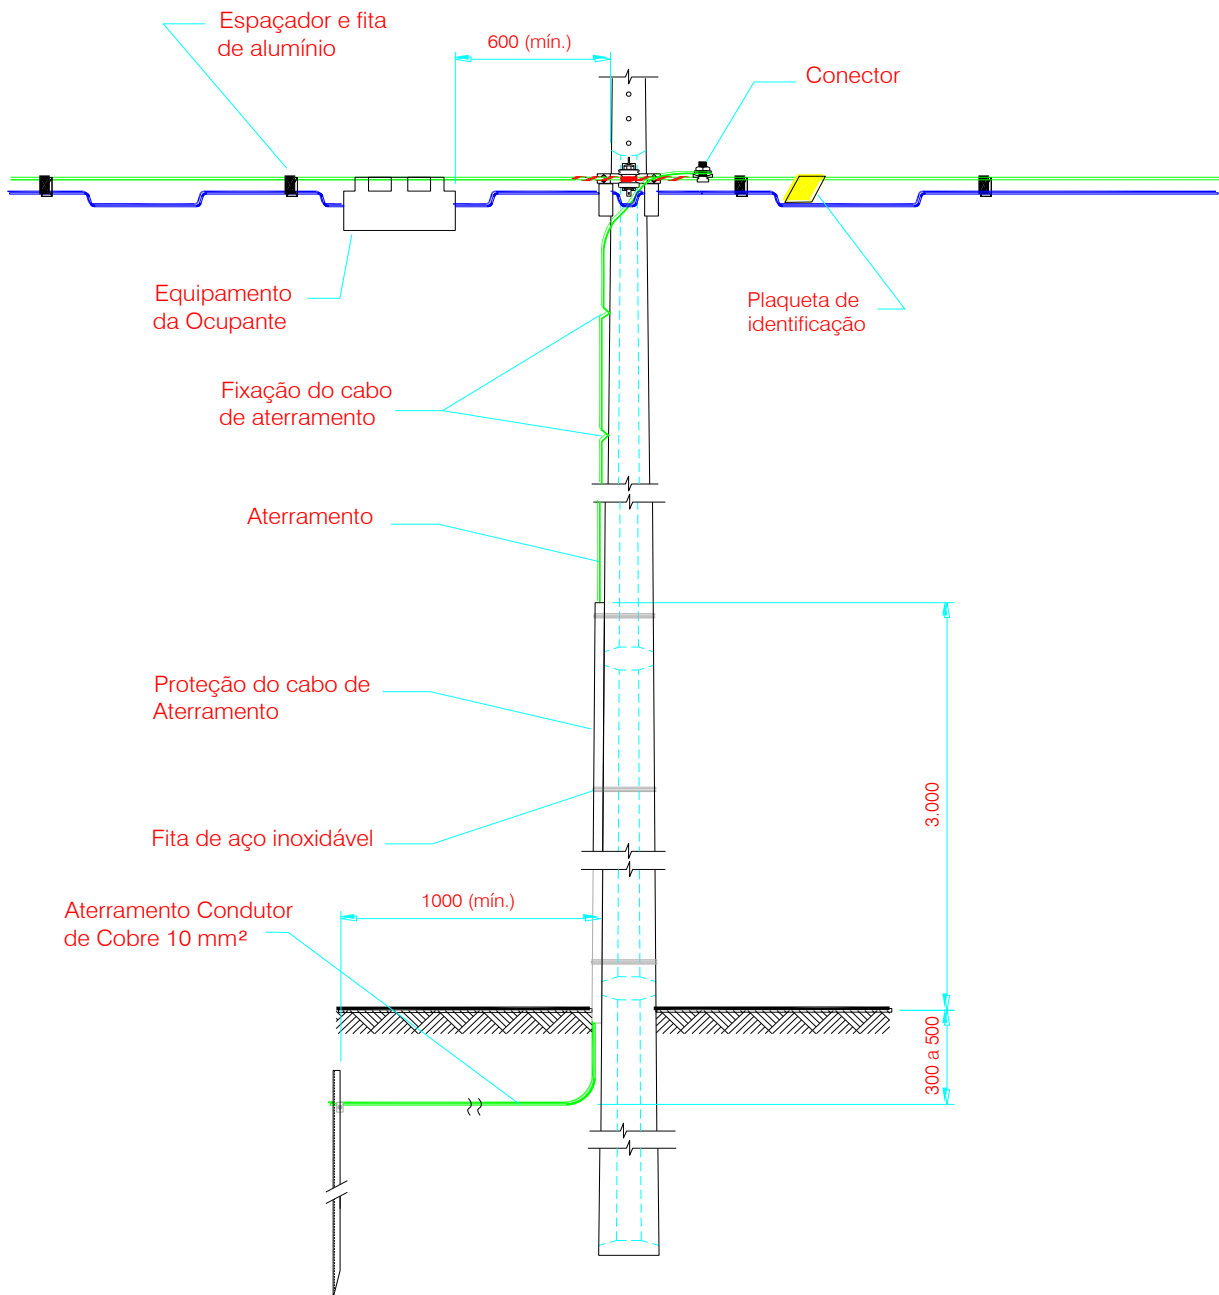 Espaçador e fita
de alumínio
600 (mín.)
Conector
Equipamento
da Ocupante
Plaqueta de
identificação
Fixação do cabo
de aterramento
Aterramento
Proteção do cabo de
Aterramento
3.000
Fita de aço inoxidável
1000 (mín.)
Aterramento Condutor
de Cobre 10 mm²
300 a 500